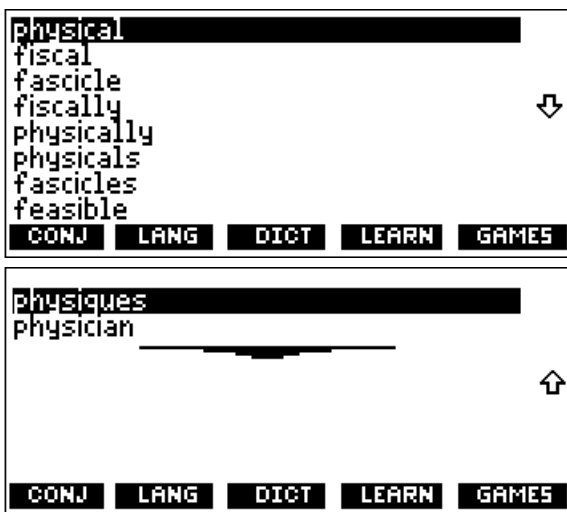 physical
fiscal
fascicle
fiscally
physically
physicals
fascicles
feasible
CONJ LANG DICT LEARN GAMES
physiques
physician
CONJ LANG DICT LEARN GAMES